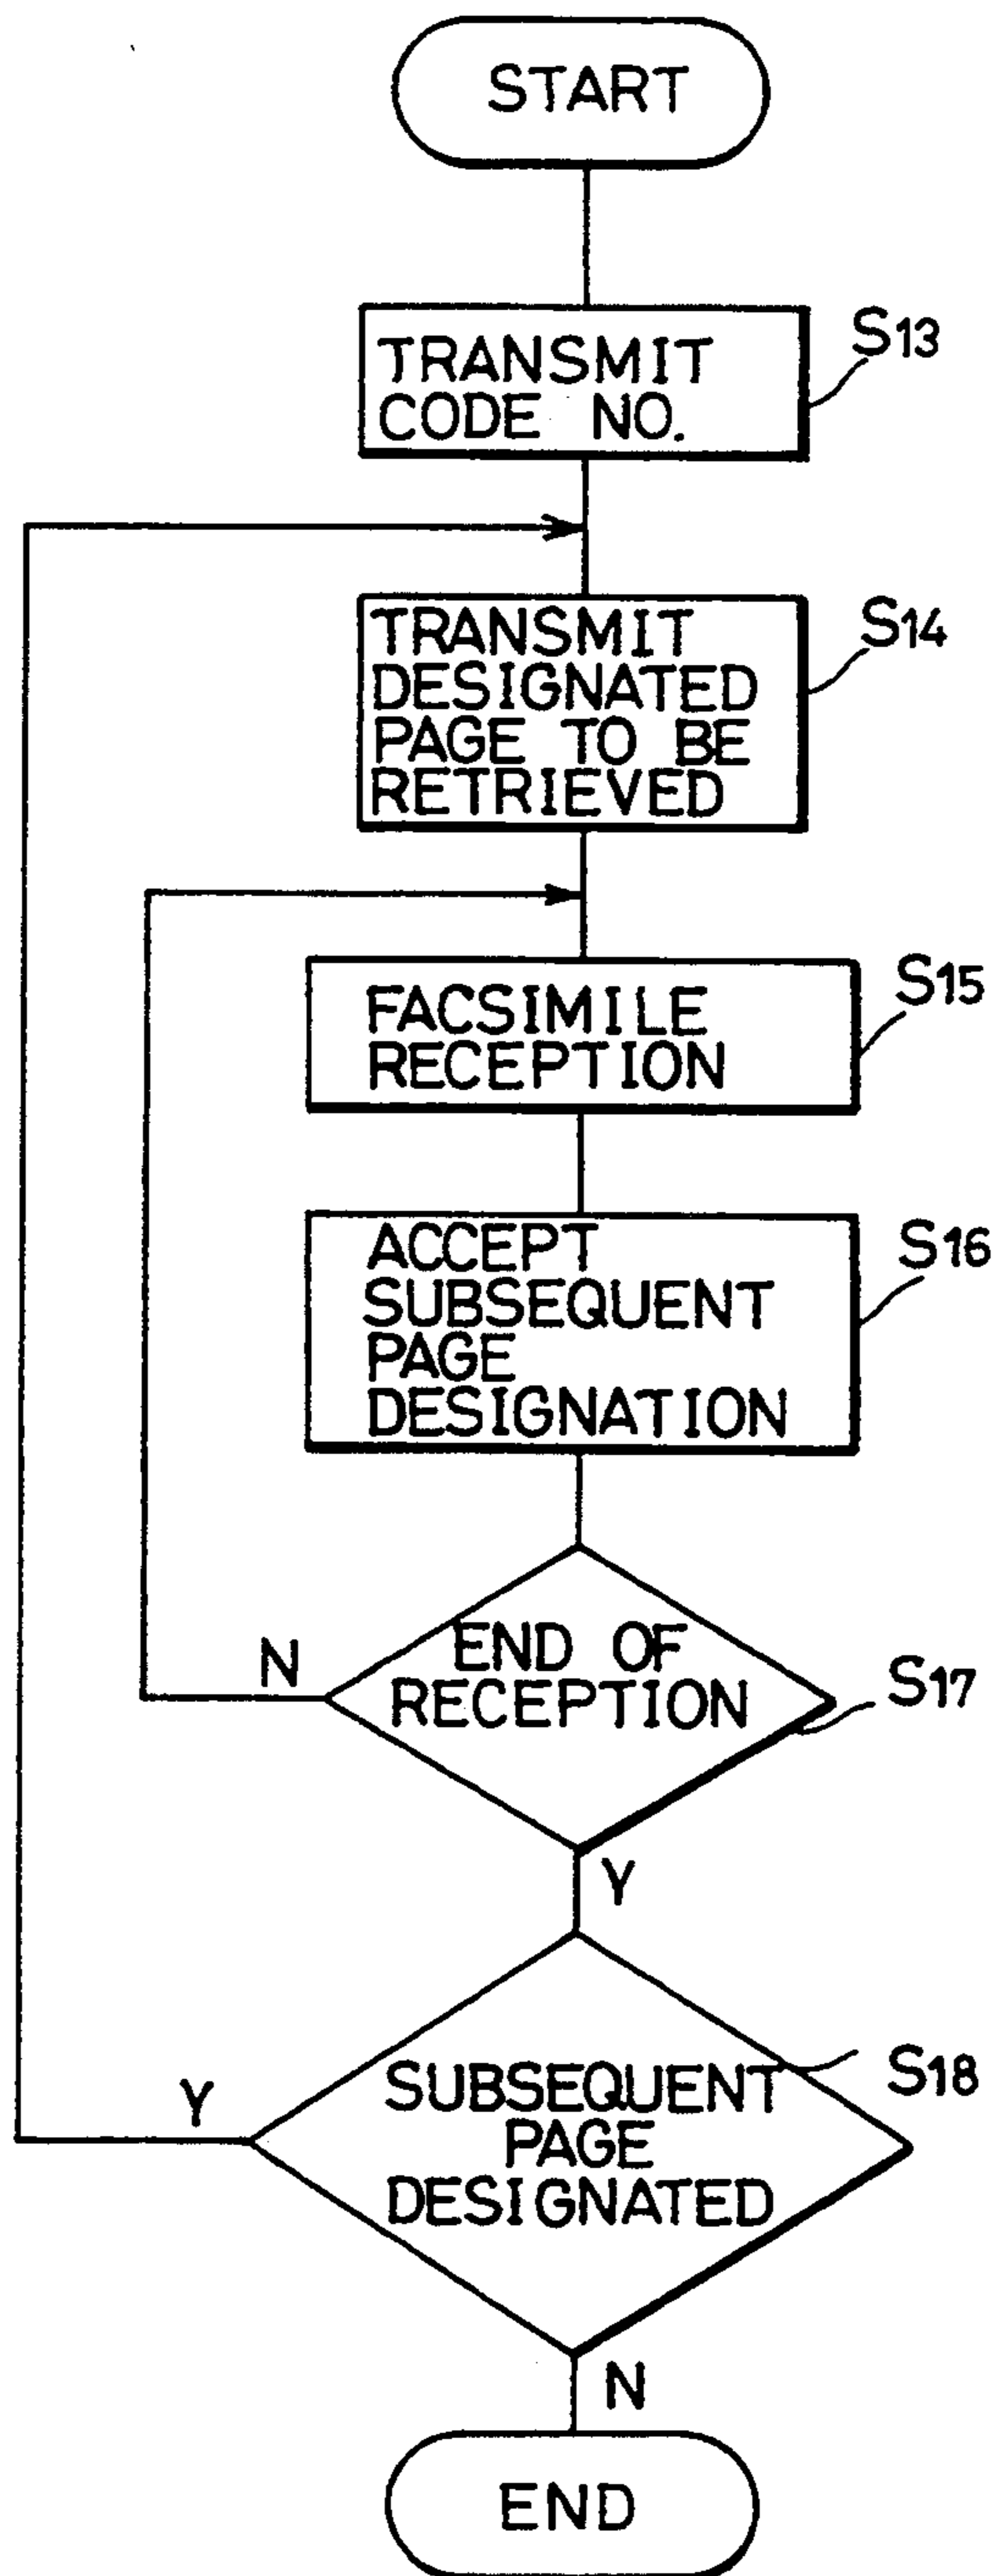 START
TRANSMIT
CODE NO.
S13
TRANSMIT
DESIGNATED
PAGE TO BE
RETRIEVED
S14
FACSIMILE
RECEPTION
S15
ACCEPT
SUBSEQUENT
PAGE
DESIGNATION
S16
END OF
RECEPTION
S17
N
Y
SUBSEQUENT
PAGE
DESIGNATED
S18
Y
N
END